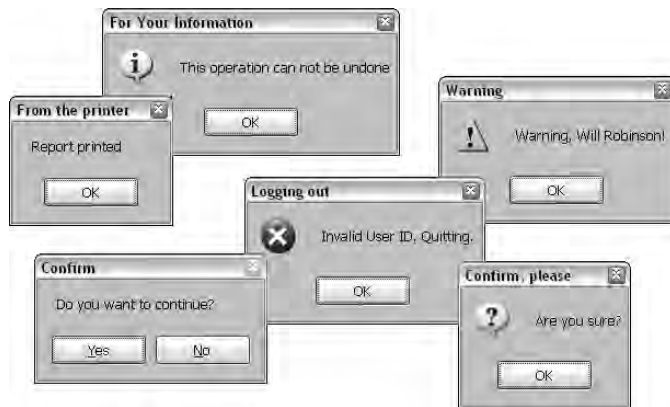 For Your Information
This operation can not be undone
OK
From the printer
Report printed
OK
Warning
Warning, Will Robinson!
OK
Logging out
Invalid User ID, Quitting.
OK
Confirm
Do you want to continue?
Yes No
Confirm, please
Are you sure?
OK